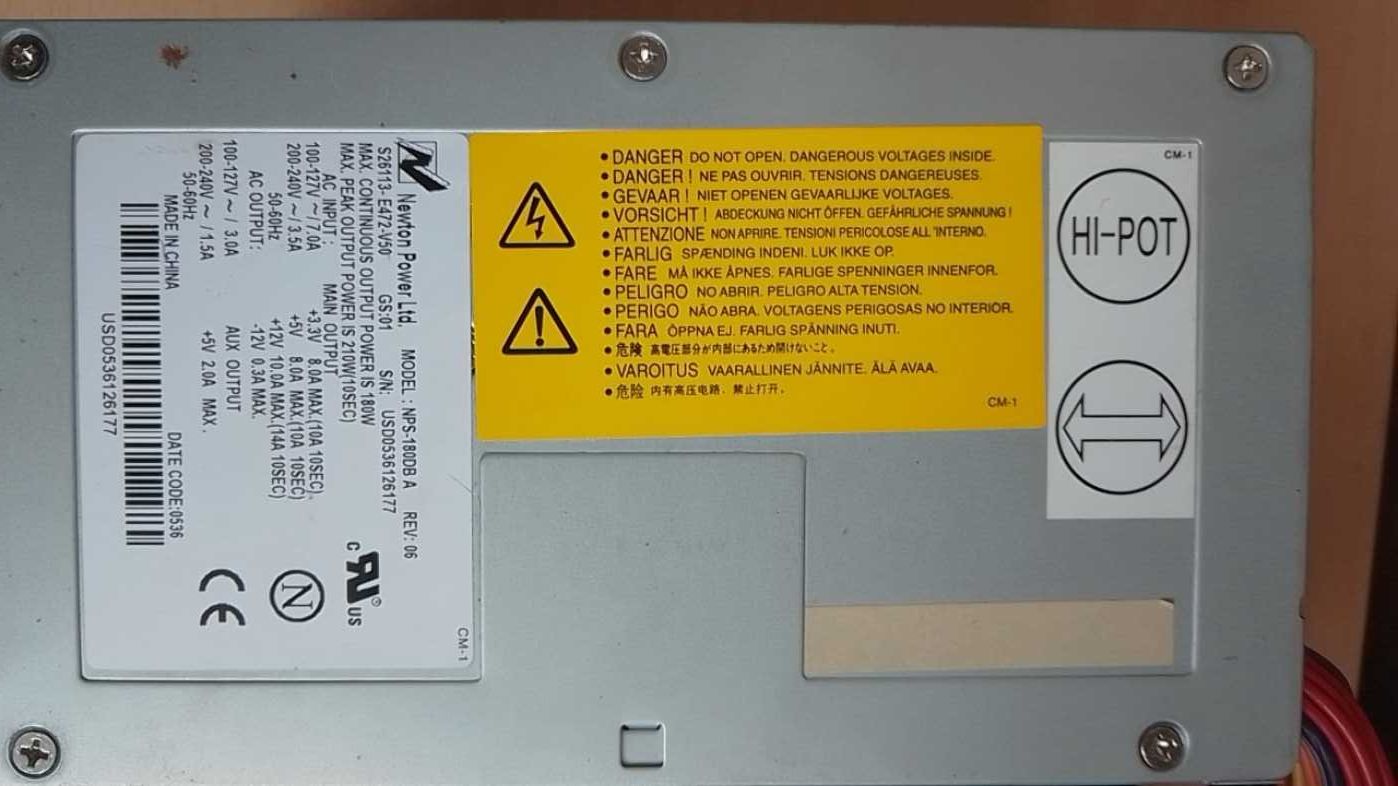 Newton Power Ltd. MODEL : NPS-180DB A REV: 06
S26113- E472-V50 GS:01 S/N: USD0536126177
MAX. CONTINUOUS OUTPUT POWER IS 180W
MAX. PEAK OUTPUT POWER IS 210W(10SEC)
AC INPUT : MAIN OUTPUT
100-127V ~ / 7.0A +3.3V 8.0A MAX.(10A 10SEC)
200-240V ~ / 3.5A +5V 8.0A MAX.(10A 10SEC)
50-60Hz +12V 10.0A MAX.(14A 10SEC)
AC OUTPUT : -12V 0.3A MAX.
100-127V ~ / 3.0A AUX OUTPUT
200-240V ~ / 1.5A +5V 2.0A MAX.
50-60Hz
MADE IN CHINA DATE CODE:0536
USD0536126177
c RU ® US
N
CE
CM-1
• DANGER DO NOT OPEN. DANGEROUS VOLTAGES INSIDE.
• DANGER ! NE PAS OUVRIR. TENSIONS DANGEREUSES.
• GEVAAR ! NIET OPENEN GEVAARLIJKE VOLTAGES.
• VORSICHT ! ABDECKUNG NICHT ÖFFEN. GEFÄHRLICHE SPANNUNG !
• ATTENZIONE NON APRIRE. TENSIONI PERICOLOSE ALL 'INTERNO.
• FARLIG SPÆNDING INDENI. LUK IKKE OP.
• FARE MÅ IKKE ÅPNES. FARLIGE SPENNINGER INNENFOR.
• PELIGRO NO ABRIR. PELIGRO ALTA TENSION.
• PERIGO NÃO ABRA. VOLTAGENS PERIGOSAS NO INTERIOR.
• FARA ÖPPNA EJ. FARLIG SPÄNNING INUTI.
• 危険 高電圧部分が内部にあるため開けないこと。
• VAROITUS VAARALLINEN JÄNNITE. ÄLÄ AVAA.
• 危险 内有高压电路．禁止打开。
CM-1
CM-1
HI-POT